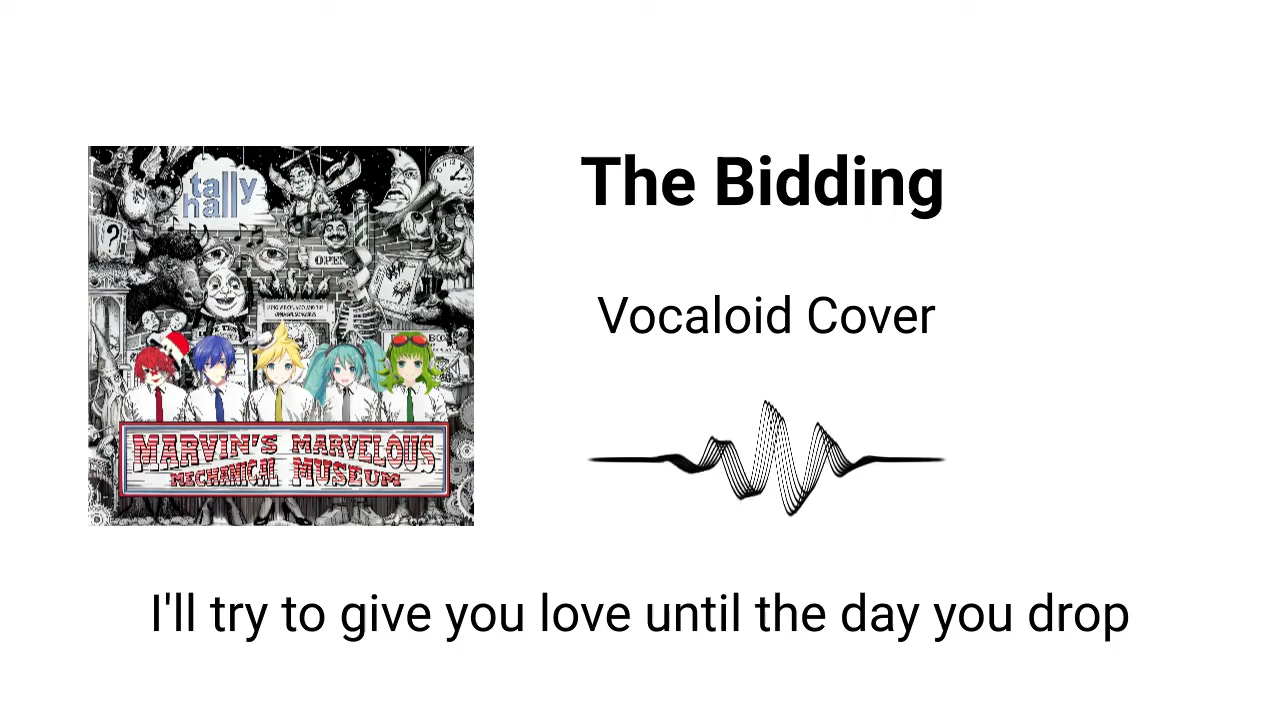 tally
hall
The Bidding
?
OPEN
Vocaloid Cover
MARVIN'S MARVELOUS
MECHANICAL MUSEUM
I'll try to give you love until the day you drop